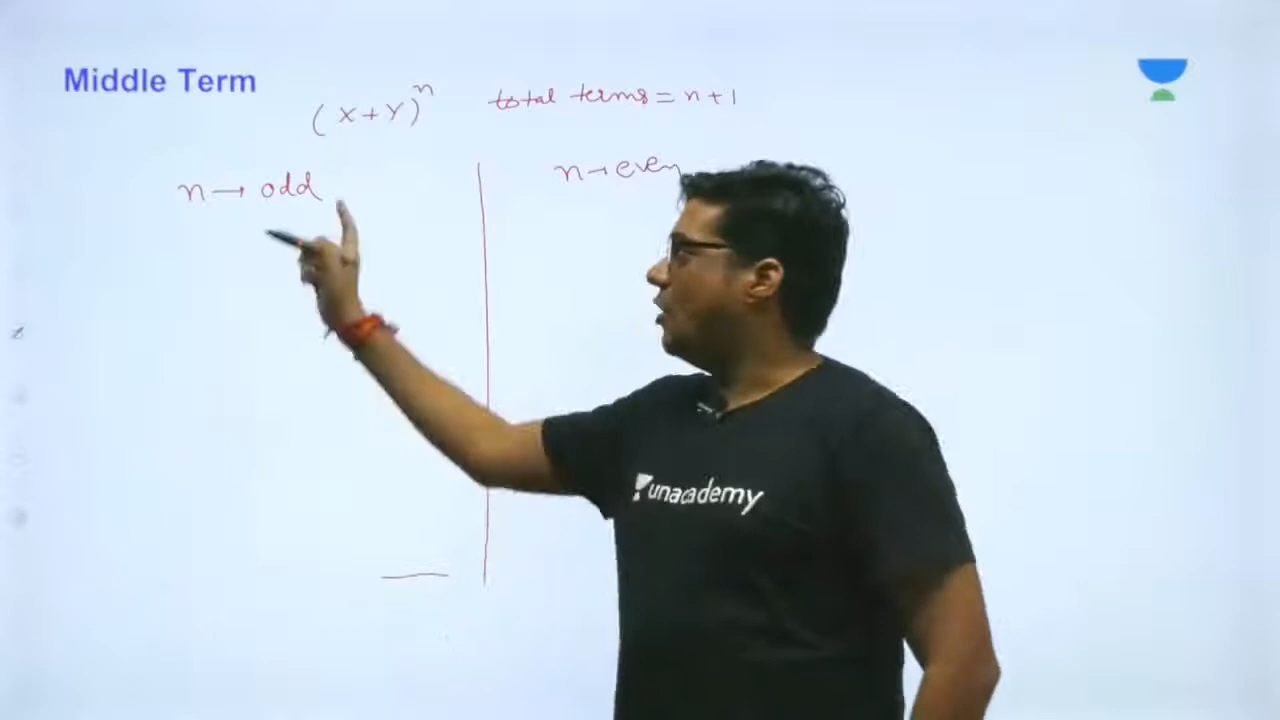 Middle Term
(X+Y)^n total terms = n+1
n → odd
n → even
unacademy